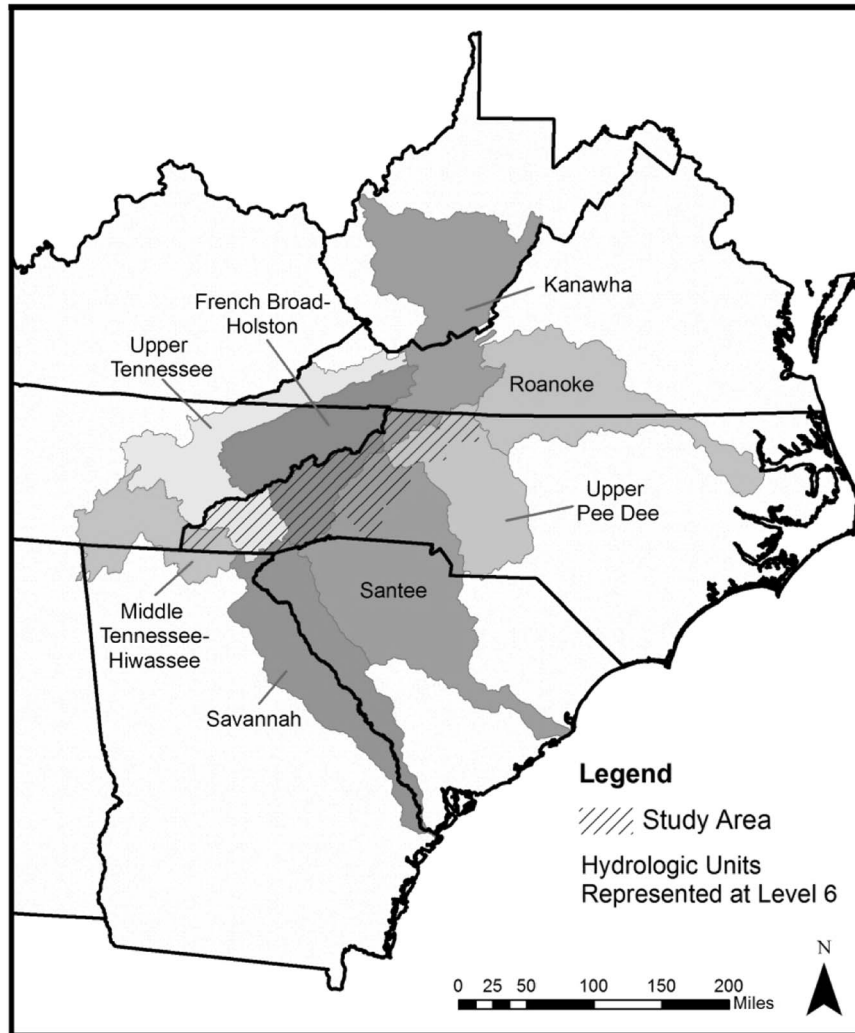 Kanawha
French Broad-
Holston
Upper
Tennessee
Roanoke
Upper
Pee Dee
Santee
Middle
Tennessee-
Hiwassee
Savannah
Legend
Study Area
Hydrologic Units
Represented at Level 6
N
0 25 50 100 150 200
Miles